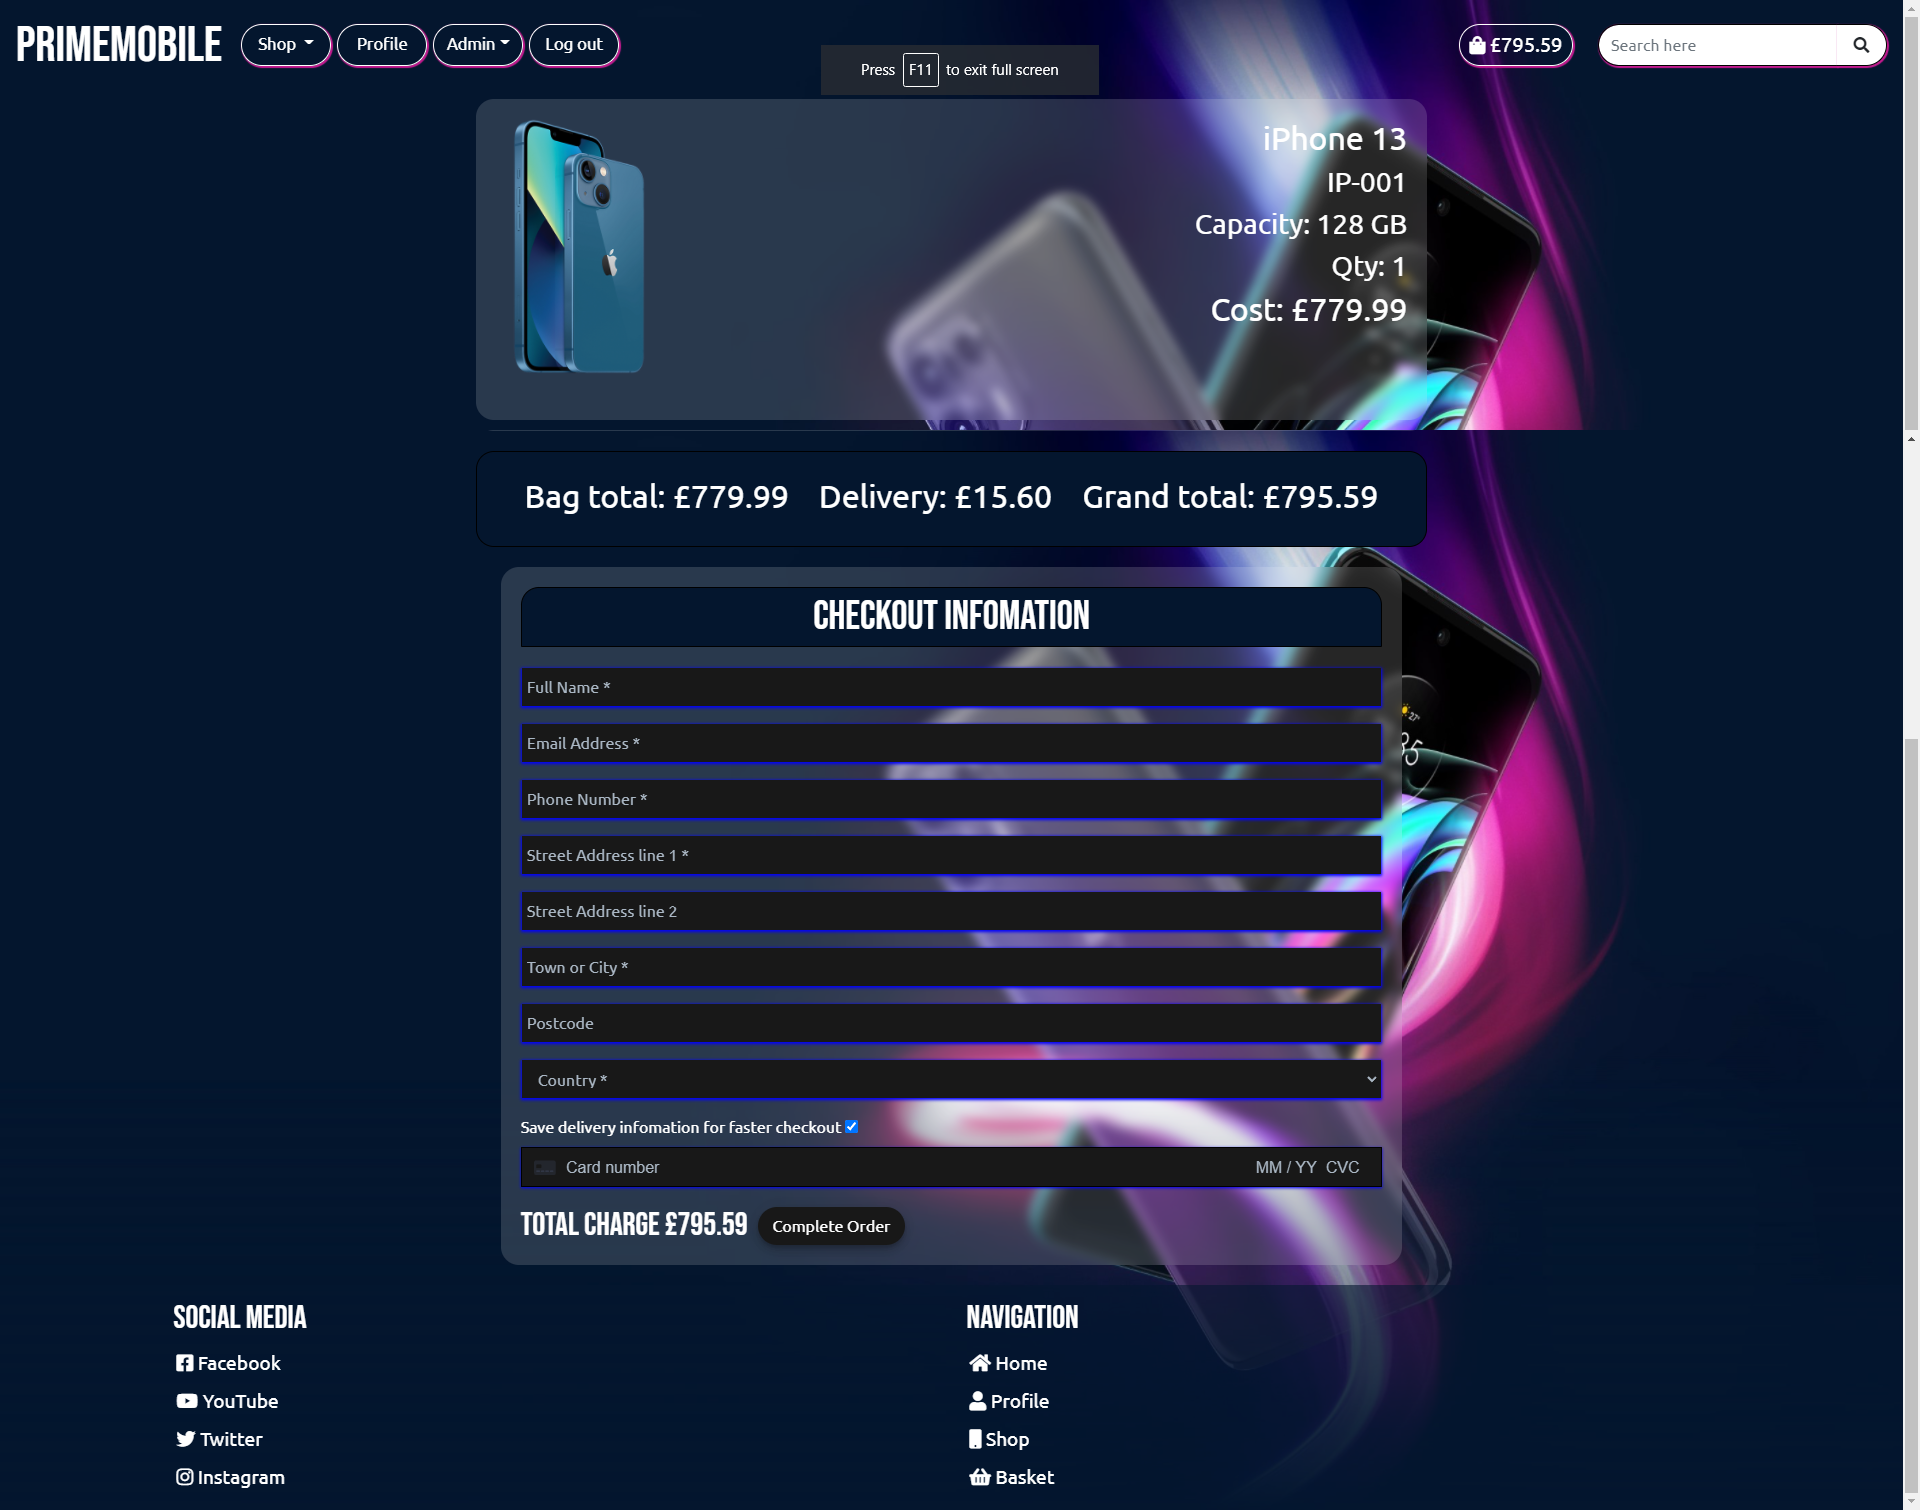 PRIMEMOBILE
Shop
Profile
Admin
Log out
£795.59
Search here
Press F11 to exit full screen
iPhone 13
IP-001
Capacity: 128 GB
Qty: 1
Cost: £779.99
Bag total: £779.99 Delivery: £15.60 Grand total: £795.59
CHECKOUT INFOMATION
Full Name *
Email Address *
Phone Number *
Street Address line 1 *
Street Address line 2
Town or City *
Postcode
Country *
Save delivery infomation for faster checkout
Card number MM / YY CVC
TOTAL CHARGE £795.59 Complete Order
SOCIAL MEDIA
Facebook
YouTube
Twitter
Instagram
NAVIGATION
Home
Profile
Shop
Basket